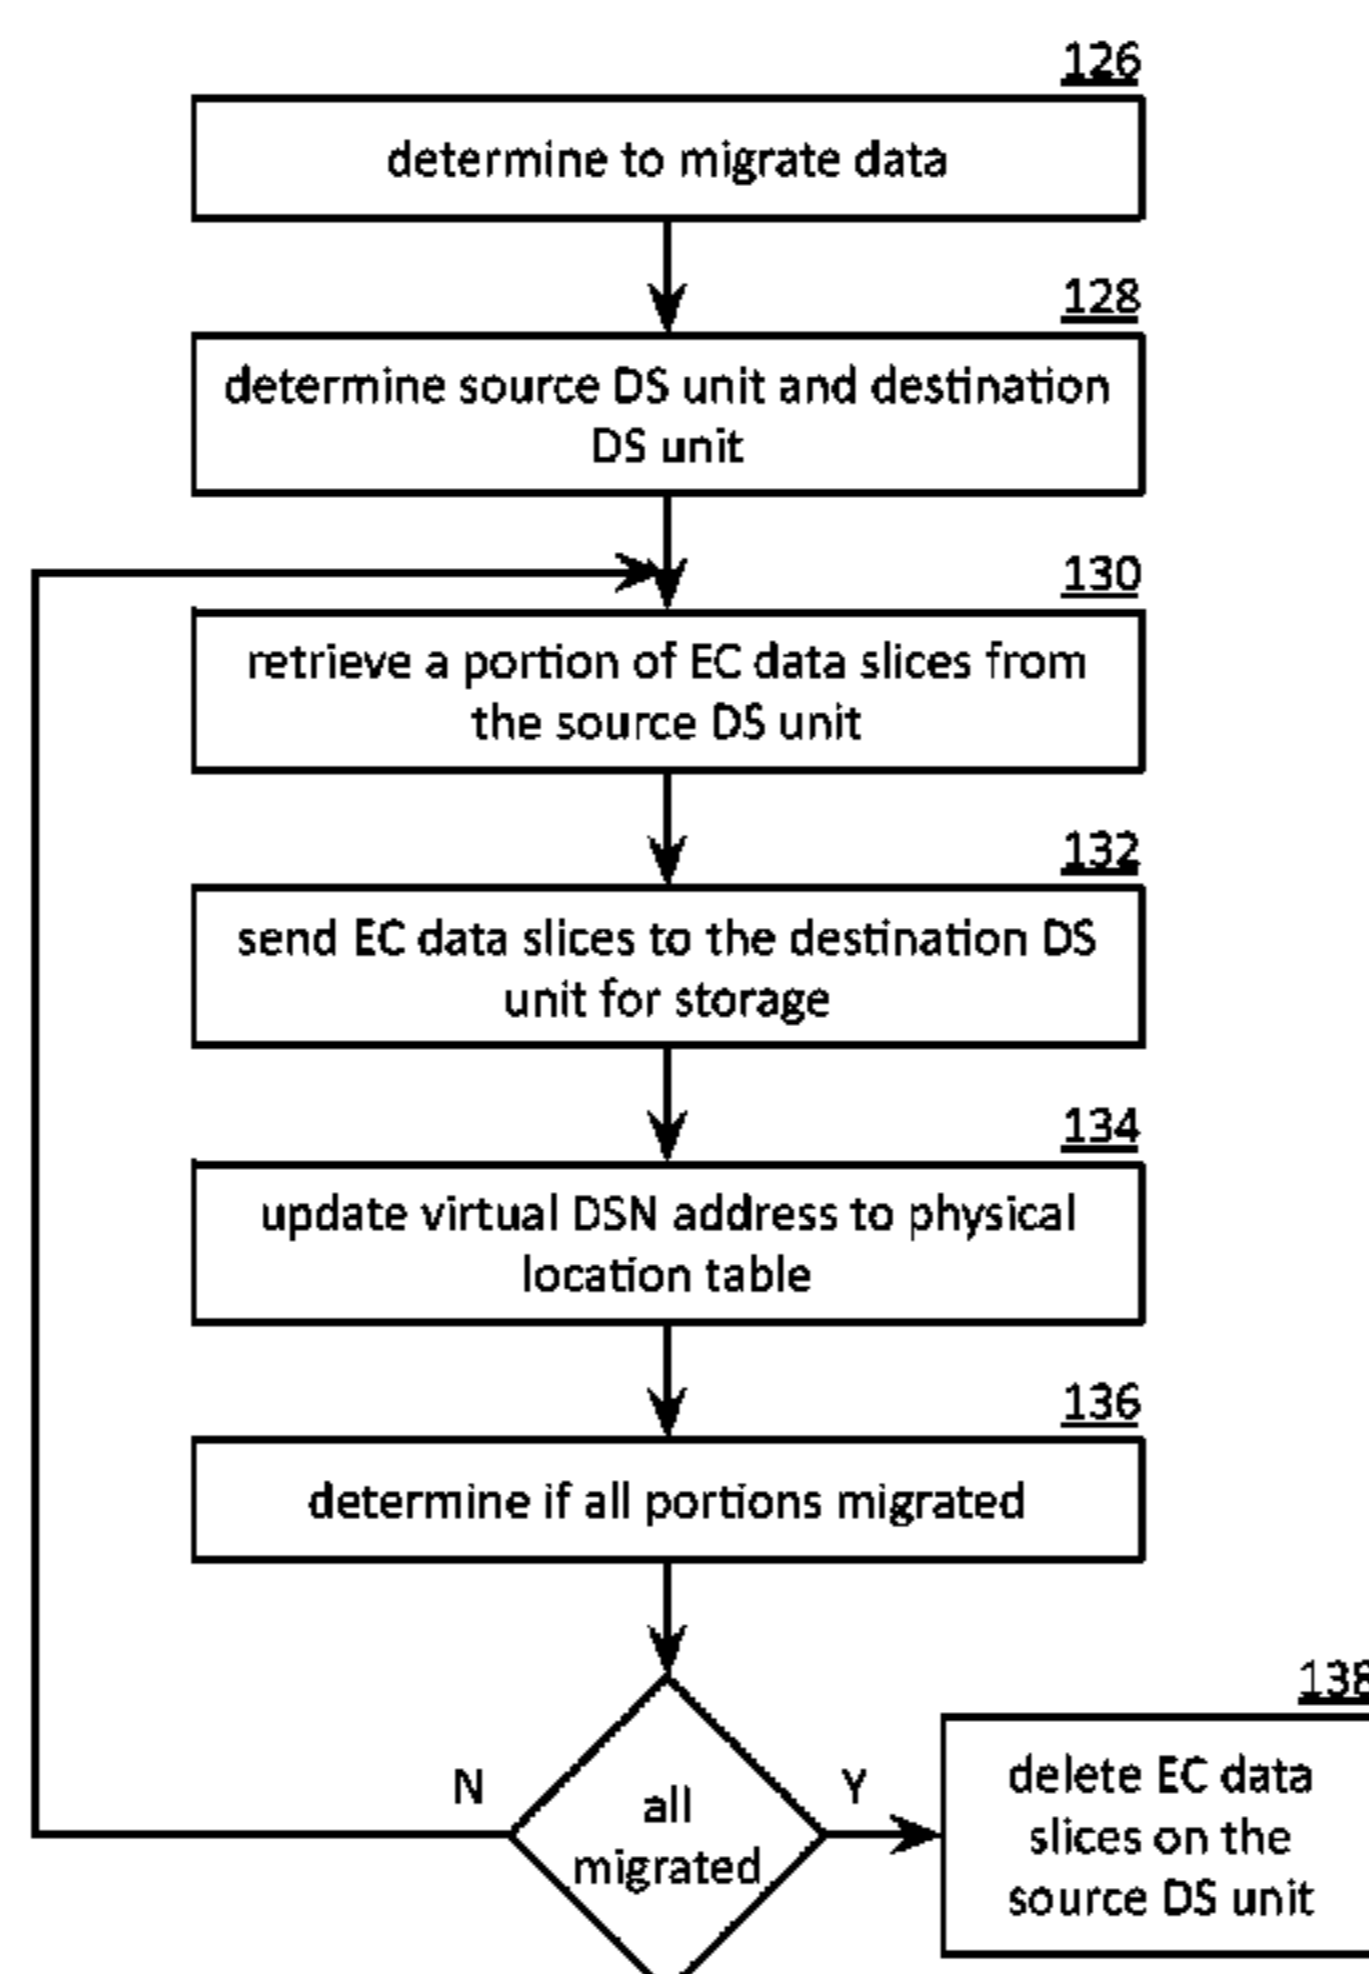 126
determine to migrate data
128
determine source DS unit and destination
DS unit
130
retrieve a portion of EC data slices from
the source DS unit
132
send EC data slices to the destination DS
unit for storage
134
update virtual DSN address to physical
location table
136
determine if all portions migrated
138
N
all
migrated
Y
delete EC data
slices on the
source DS unit